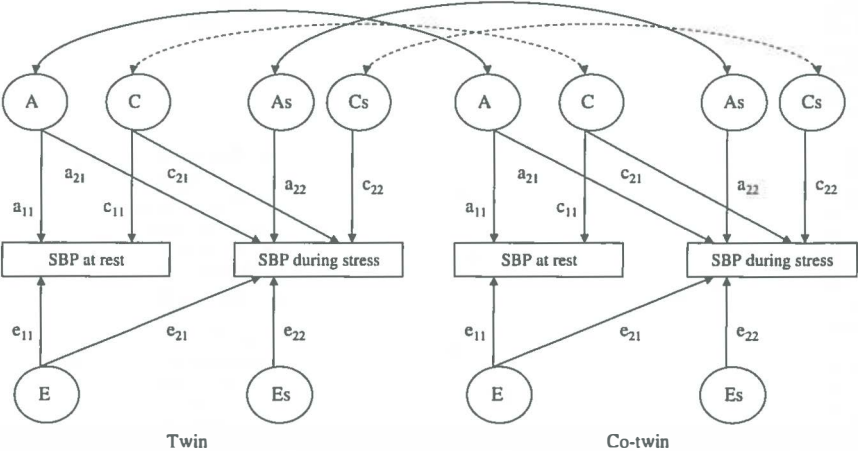 A C As Cs A C As Cs
a21 c21 a22 c22 a21 c21 a22 c22
a11 c11 a11 c11
SBP at rest SBP during stress SBP at rest SBP during stress
e11 e21 e22 e11 e21 e22
E Es E Es
Twin Co-twin